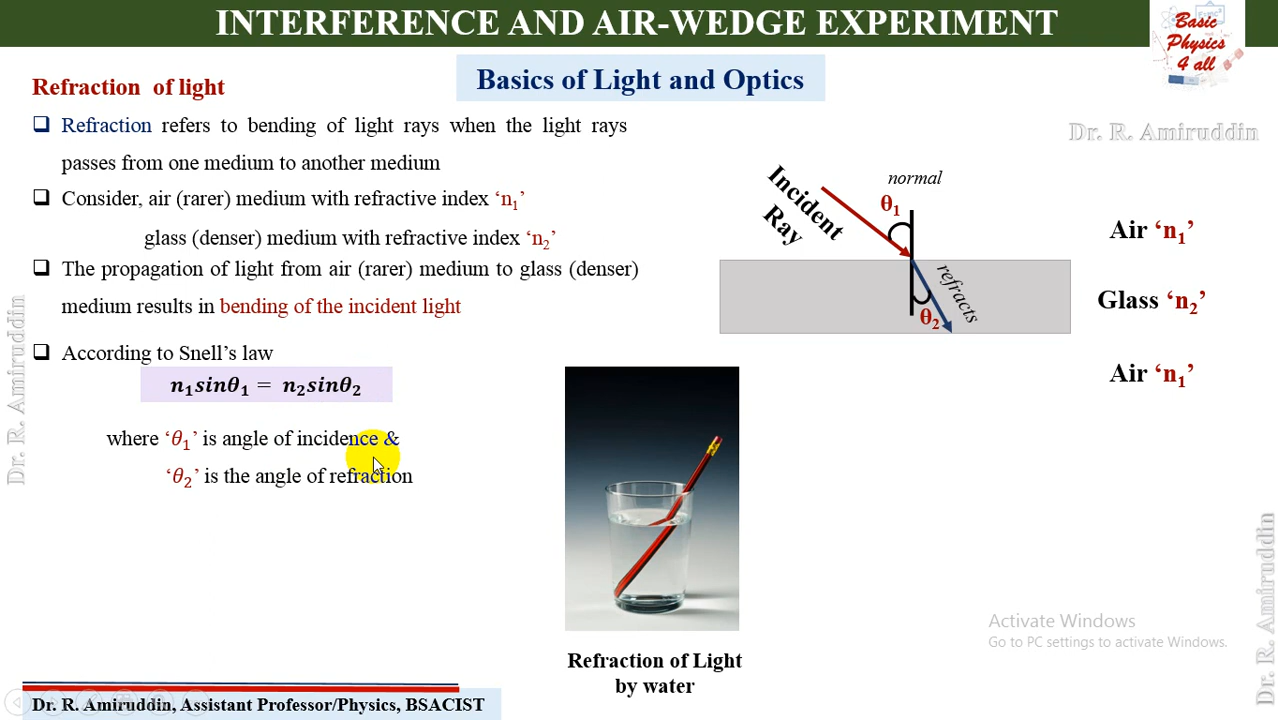 INTERFERENCE AND AIR-WEDGE EXPERIMENT
Basic
Physics
4 all
Basics of Light and Optics
Refraction of light
❑ Refraction refers to bending of light rays when the light rays
passes from one medium to another medium
❑ Consider, air (rarer) medium with refractive index ‘n₁’
glass (denser) medium with refractive index ‘n₂’
❑ The propagation of light from air (rarer) medium to glass (denser)
medium results in bending of the incident light
❑ According to Snell’s law
n₁sinθ₁ = n₂sinθ₂
where ‘θ₁’ is angle of incidence &
‘θ₂’ is the angle of refraction
Dr. R. Amiruddin
Incident
Ray
normal
θ₁
refracts
θ₂
Air ‘n₁’
Glass ‘n₂’
Air ‘n₁’
Refraction of Light
by water
Dr. R. Amiruddin
Dr. R. Amiruddin
Activate Windows
Go to PC settings to activate Windows.
Dr. R. Amiruddin, Assistant Professor/Physics, BSACIST